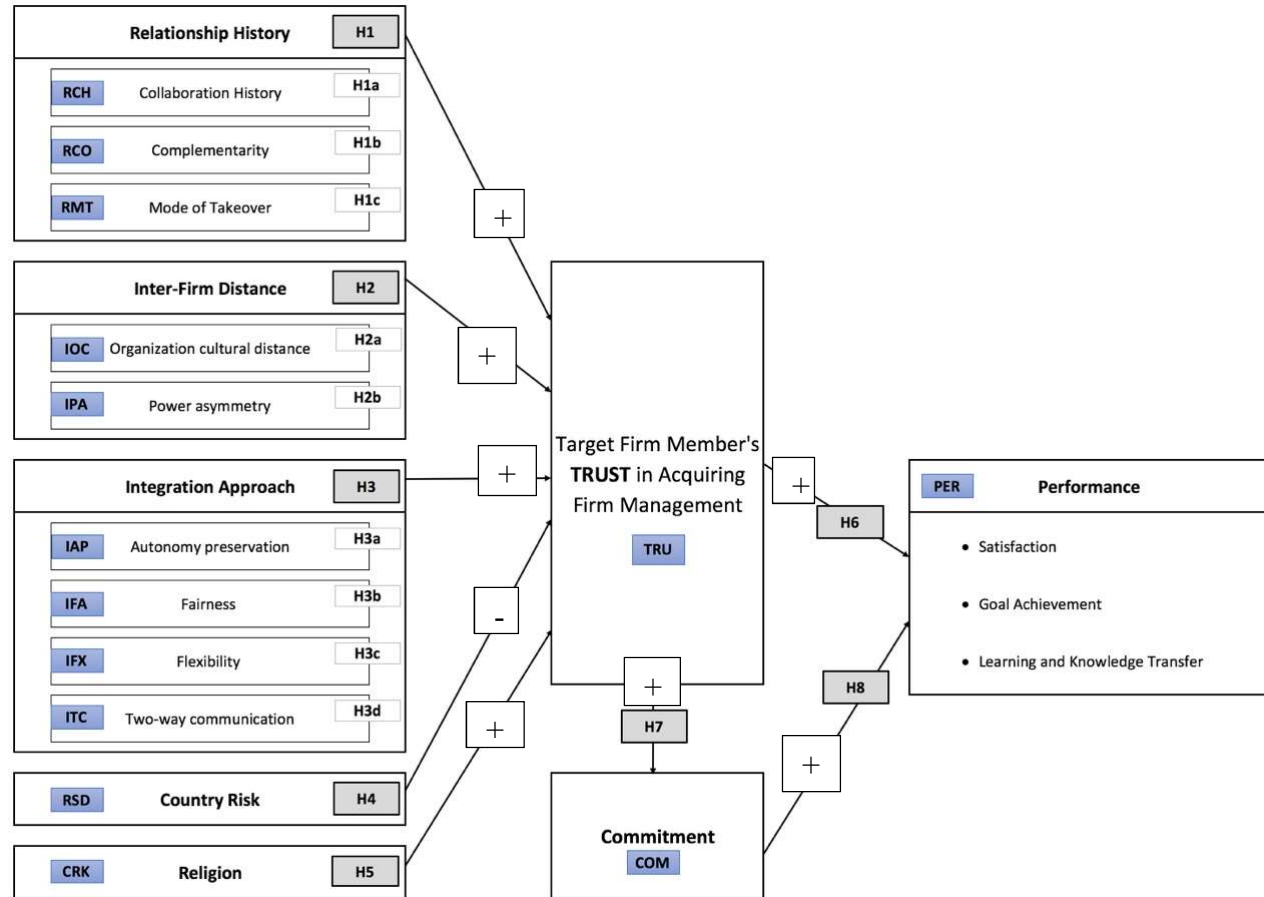 Relationship History H1
RCH Collaboration History H1a
RCO Complementarity H1b
RMT Mode of Takeover H1c
+
Inter-Firm Distance H2
IOC Organization cultural distance H2a
IPA Power asymmetry H2b
+
Integration Approach H3
IAP Autonomy preservation H3a
IFA Fairness H3b
IFX Flexibility H3c
ITC Two-way communication H3d
+
RSD Country Risk H4
-
CRK Religion H5
+
Target Firm Member's
TRUST in Acquiring
Firm Management
TRU
+
H6
+
H7
Commitment
COM
H8
+
PER Performance
• Satisfaction
• Goal Achievement
• Learning and Knowledge Transfer